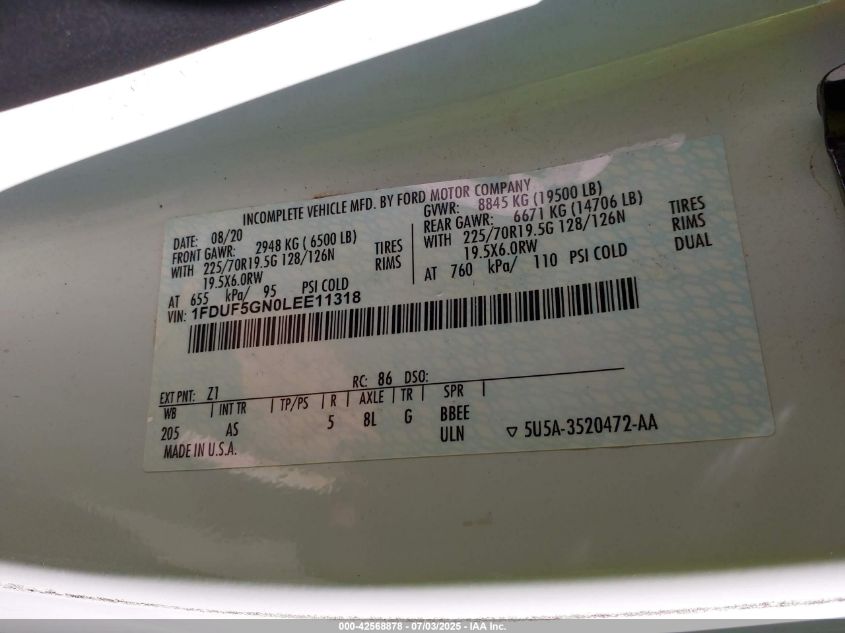 INCOMPLETE VEHICLE MFD. BY FORD MOTOR COMPANY
DATE: 08/20 GVWR: 8845 KG (19500 LB)
FRONT GAWR: 2948 KG ( 6500 LB) REAR GAWR: 6671 KG (14706 LB)
WITH 225/70R19.5G 128/126N TIRES WITH 225/70R19.5G 128/126N TIRES
19.5X6.0RW RIMS 19.5X6.0RW RIMS
AT 655 kPa/ 95 PSI COLD AT 760 kPa/ 110 PSI COLD DUAL
VIN: 1FDUF5GN0LEE11318
EXT PNT: Z1 RC: 86 DSO:
WB INT TR TP/PS R AXLE TR SPR
205 AS 5 8L G BBEE
ULN
MADE IN U.S.A. 5U5A-3520472-AA
000-42568878 - 07/03/2025 - IAA Inc.